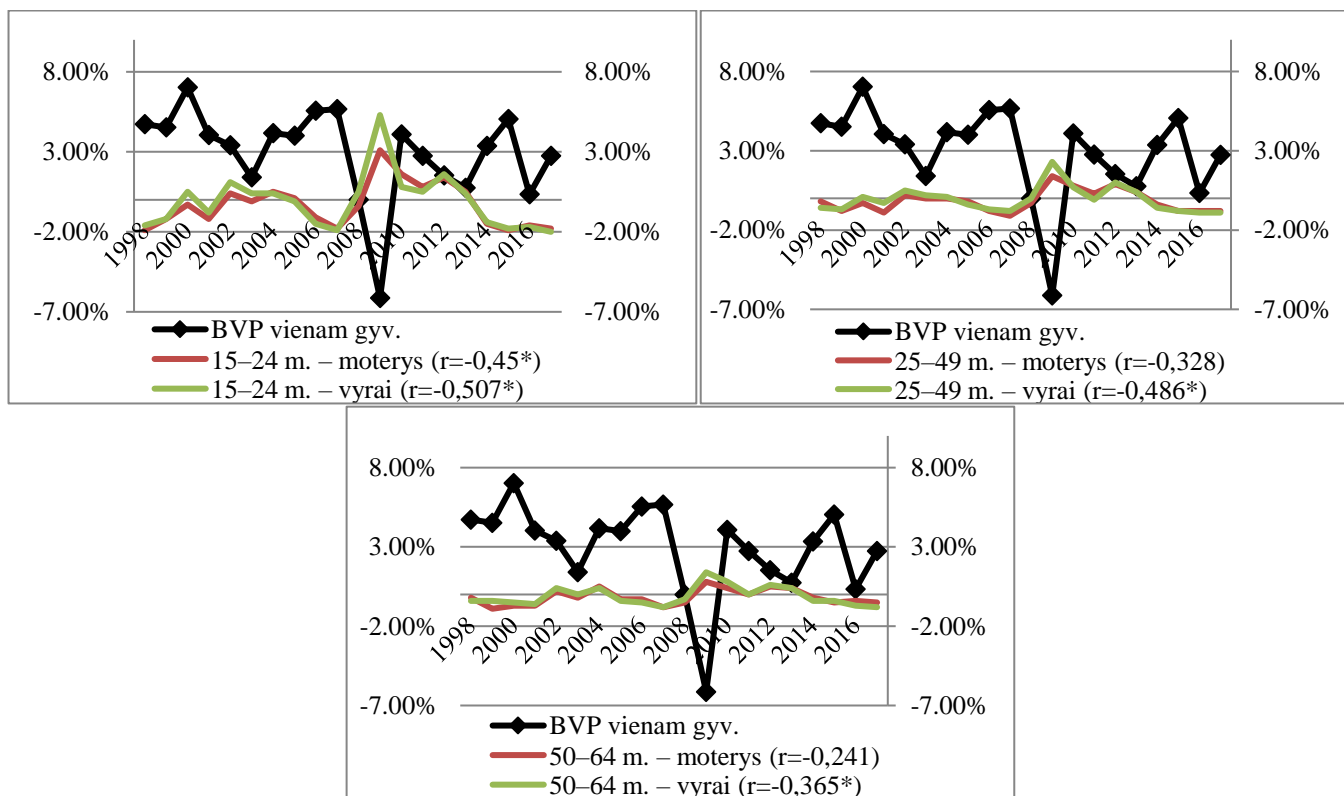 8.00% 8.00%
3.00% 3.00%
-2.00% -2.00%
-7.00% -7.00%
1998 2000 2002 2004 2006 2008 2010 2012 2014 2016
BVP vienam gyv.
15–24 m. – moterys (r=-0,45*)
15–24 m. – vyrai (r=-0,507*)
8.00% 8.00%
3.00% 3.00%
-2.00% -2.00%
-7.00% -7.00%
1998 2000 2002 2004 2006 2008 2010 2012 2014 2016
BVP vienam gyv.
25–49 m. – moterys (r=-0,328)
25–49 m. – vyrai (r=-0,486*)
8.00% 8.00%
3.00% 3.00%
-2.00% -2.00%
-7.00% -7.00%
1998 2000 2002 2004 2006 2008 2010 2012 2014 2016
BVP vienam gyv.
50–64 m. – moterys (r=-0,241)
50–64 m. – vyrai (r=-0,365*)